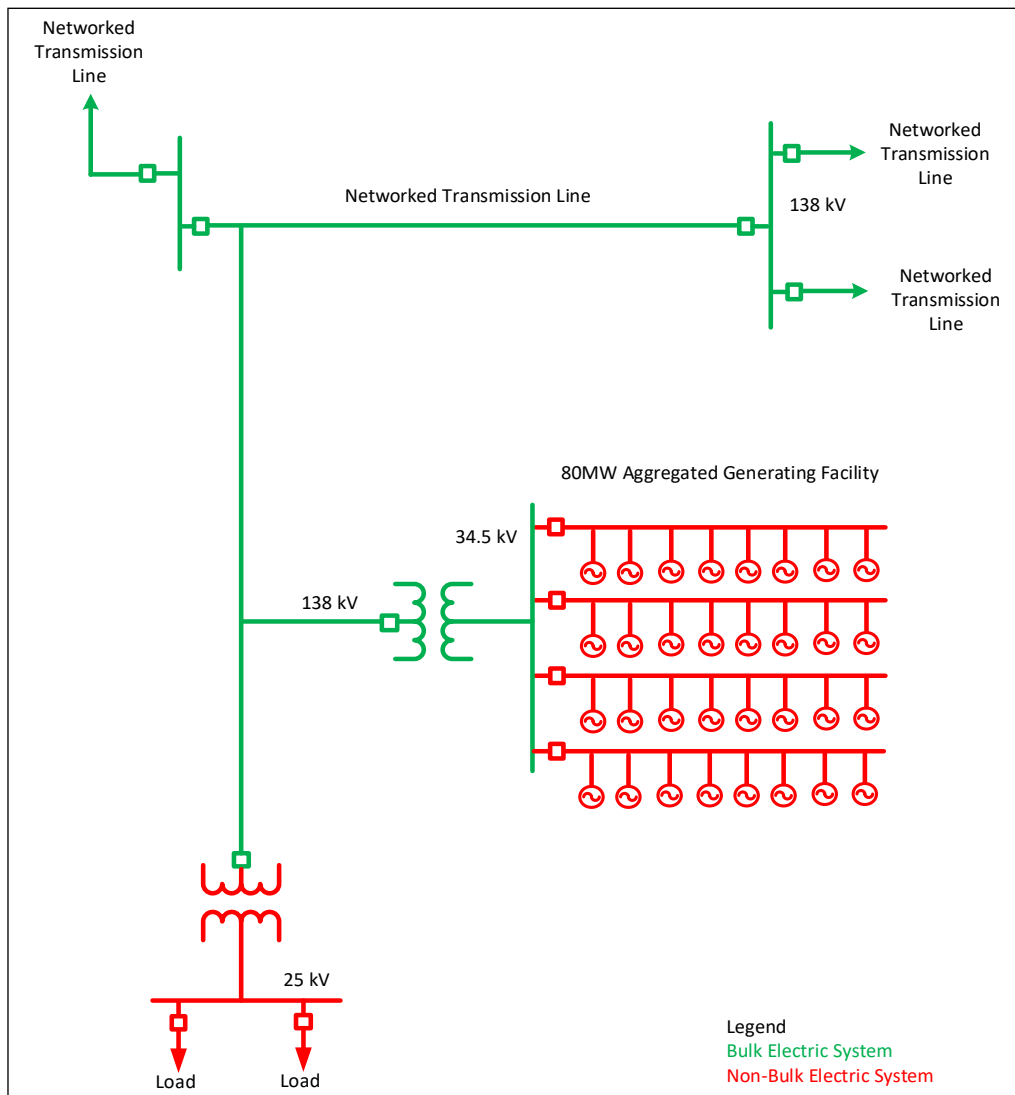 Networked
Transmission
Line
Networked
Transmission
Line
Networked Transmission Line
138 kV
Networked
Transmission
Line
80MW Aggregated Generating Facility
34.5 kV
138 kV
25 kV
Load
Load
Legend
Bulk Electric System
Non-Bulk Electric System